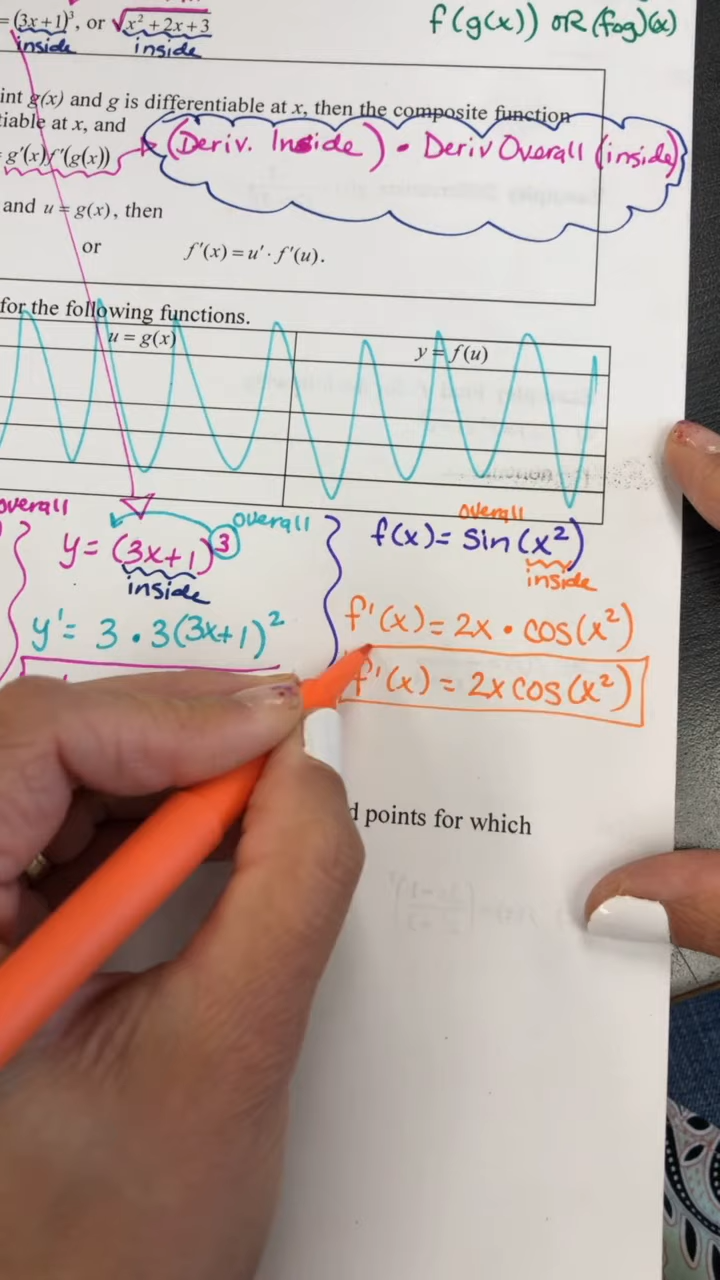 = (3x+1)³, or √x² + 2x + 3
inside inside
f(g(x)) OR (fog)(x)
int g(x) and g is differentiable at x, then the composite function
tiable at x, and
= g'(x)f'(g(x))
(Deriv. Inside) • Deriv Overall (inside)
and u = g(x), then
or f'(x) = u' · f'(u).
for the following functions.
u = g(x) y = f(u)
overall
overall
y = (3x+1)³
inside
y' = 3 • 3(3x+1)²
overall
f(x) = sin(x²)
inside
f'(x) = 2x • cos(x²)
f'(x) = 2x cos(x²)
d points for which